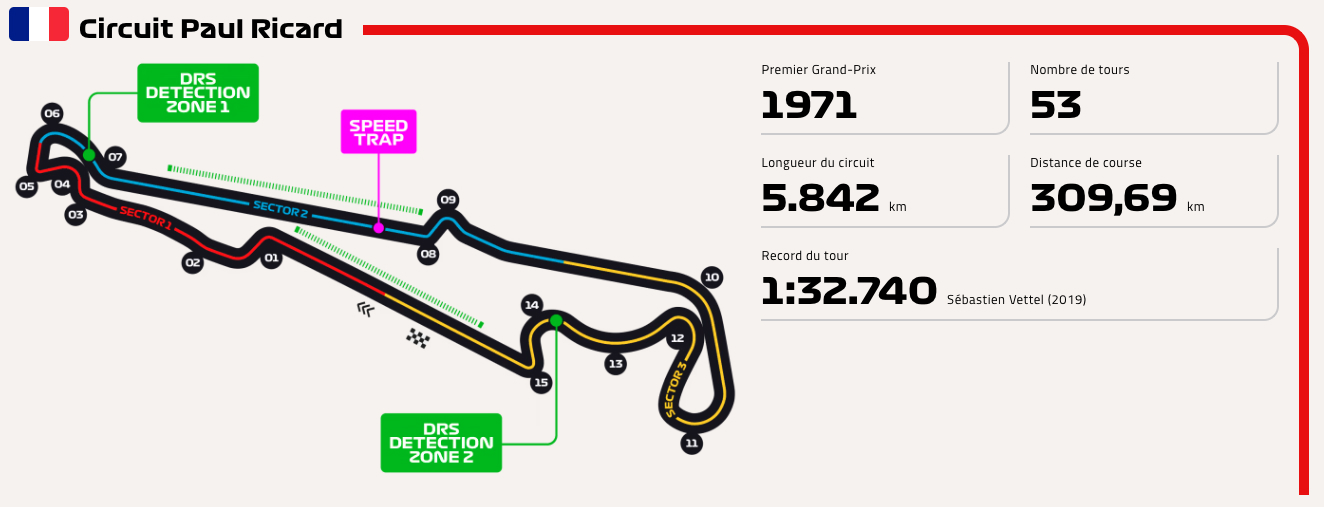 Circuit Paul Ricard
DRS
DETECTION
ZONE 1
SPEED
TRAP
06
07
05
04
03
SECTOR 1
SECTOR 2
02
01
09
08
10
14
12
13
15
SECTOR 3
11
DRS
DETECTION
ZONE 2
Premier Grand-Prix
1971
Nombre de tours
53
Longueur du circuit
5.842 km
Distance de course
309,69 km
Record du tour
1:32.740 Sébastien Vettel (2019)